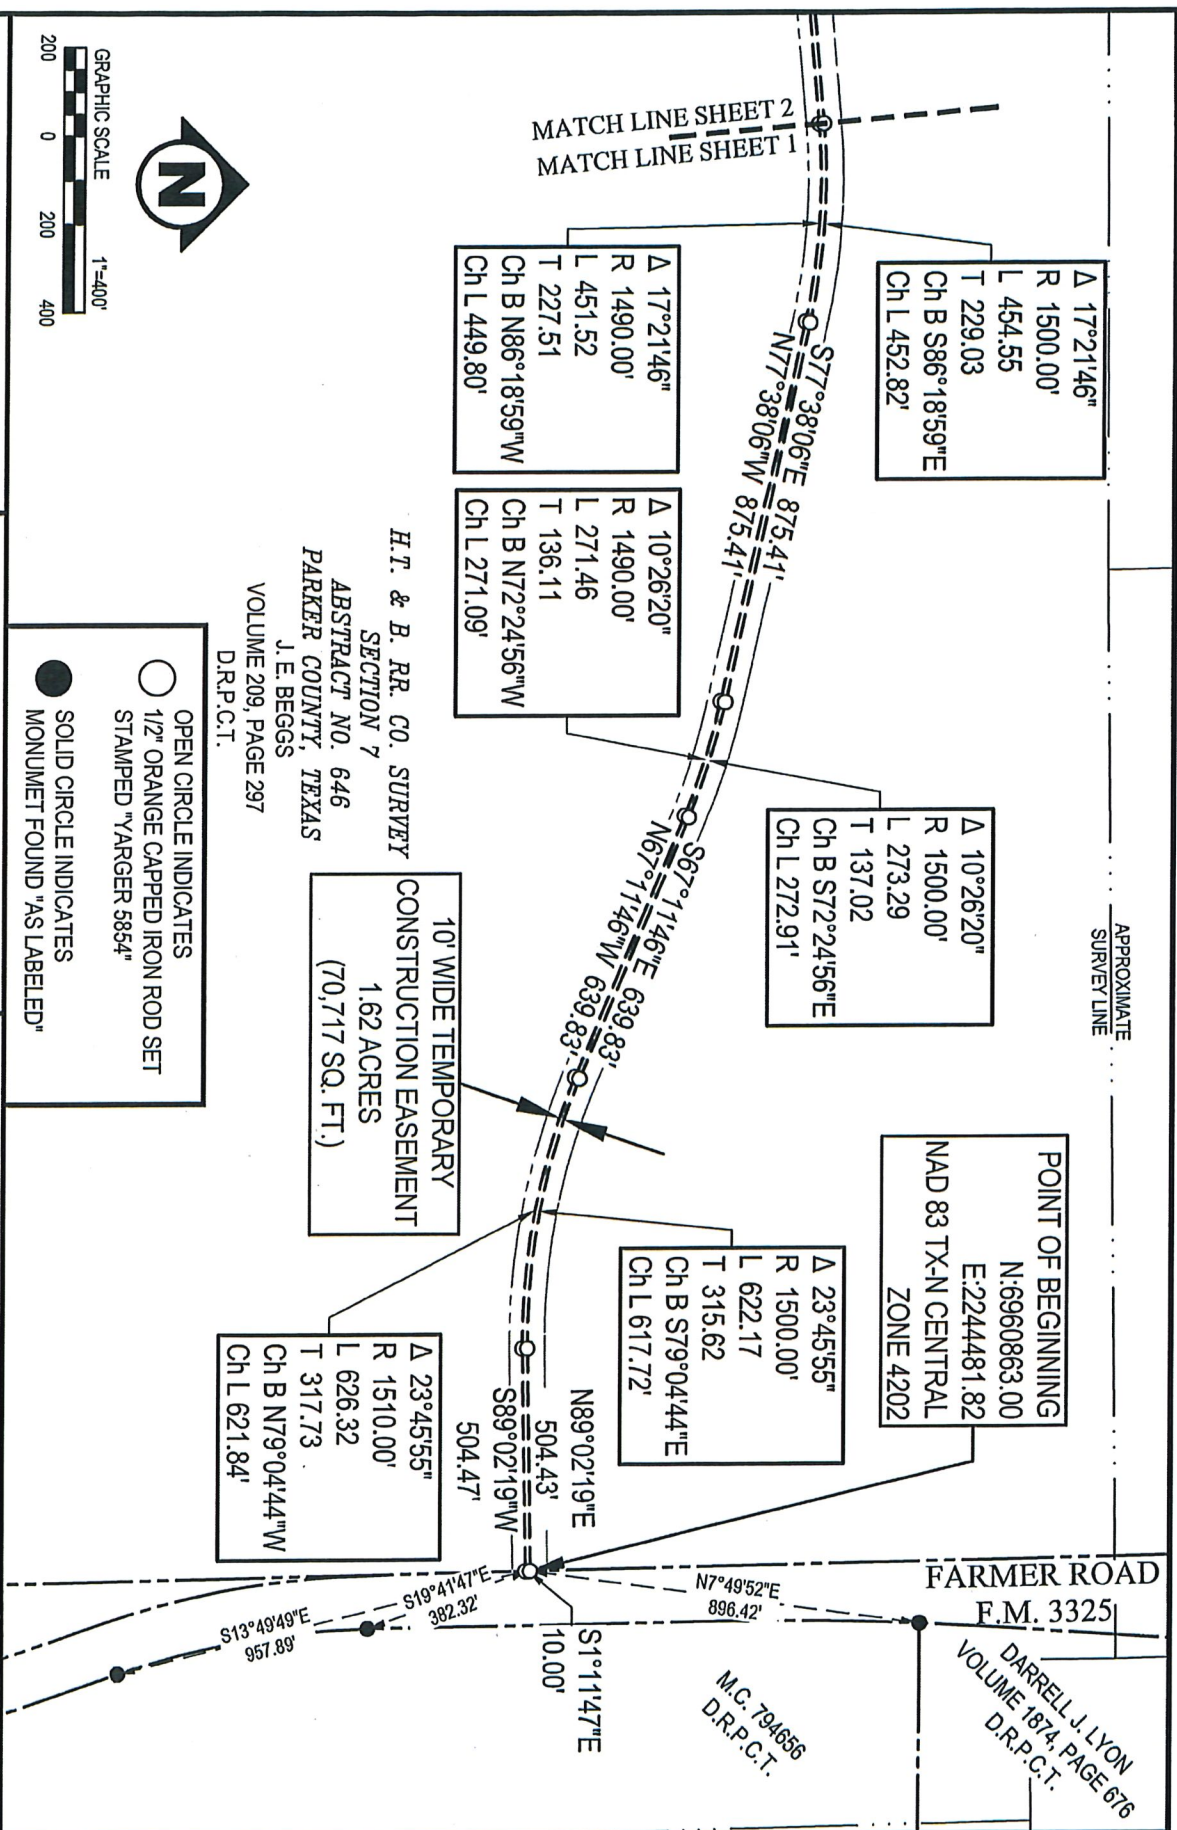 MATCH LINE SHEET 2
MATCH LINE SHEET 1
Δ 17°21'46"
R 1500.00'
L 454.55
T 229.03
Ch B S86°18'59"E
Ch L 452.82'
Δ 17°21'46"
R 1490.00'
L 451.52
T 227.51
Ch B N86°18'59"W
Ch L 449.80'
S77°38'06"E 875.41'
N77°38'06"W 875.41'
Δ 10°26'20"
R 1490.00'
L 271.46
T 136.11
Ch B N72°24'56"W
Ch L 271.09'
Δ 10°26'20"
R 1500.00'
L 273.29
T 137.02
Ch B S72°24'56"E
Ch L 272.91'
S67°11'46"E 639.83'
N67°11'46"W 639.83'
APPROXIMATE
SURVEY LINE
POINT OF BEGINNING
N:6960863.00
E:2244481.82
NAD 83 TX-N CENTRAL
ZONE 4202
Δ 23°45'55"
R 1500.00'
L 622.17
T 315.62
Ch B S79°04'44"E
Ch L 617.72'
Δ 23°45'55"
R 1510.00'
L 626.32
T 317.73
Ch B N79°04'44"W
Ch L 621.84'
N89°02'19"E
504.43'
S89°02'19"W
504.47'
10' WIDE TEMPORARY
CONSTRUCTION EASEMENT
1.62 ACRES
(70,717 SQ. FT.)
H.T. & B. RR. CO. SURVEY
SECTION 7
ABSTRACT NO. 646
PARKER COUNTY, TEXAS
J. E. BEGGS
VOLUME 209, PAGE 297
D.R.P.C.T.
FARMER ROAD
F.M. 3325
N7°49'52"E
896.42'
S19°41'47"E
382.32'
S13°49'49"E
957.89'
S1°11'47"E
10.00'
DARRELL J. LYON
VOLUME 1874, PAGE 676
D.R.P.C.T.
M.C. 794656
D.R.P.C.T.
N
GRAPHIC SCALE 1"=400'
200 0 200 400
OPEN CIRCLE INDICATES
1/2" ORANGE CAPPED IRON ROD SET
STAMPED "YARGER 5854"
SOLID CIRCLE INDICATES
MONUMET FOUND "AS LABELED"